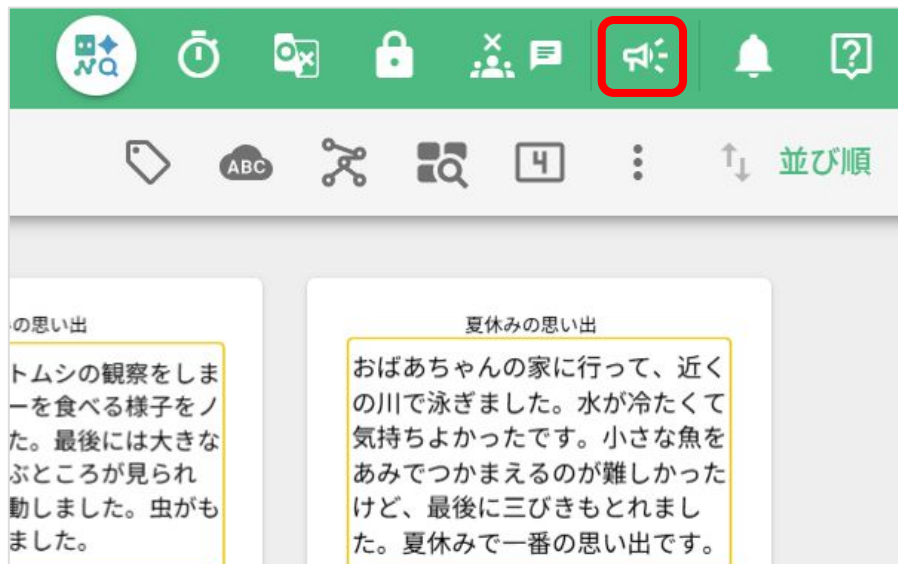 ABC
4
並び順
の思い出
トムシの観察をしま
ーを食べる様子をノ
た。最後には大きな
ぶところが見られ
動しました。虫がも
ました。
夏休みの思い出
おばあちゃんの家に行って、近く
の川で泳ぎました。水が冷たくて
気持ちよかったです。小さな魚を
あみでつかまえるのが難しかった
けど、最後に三びきもとれまし
た。夏休みで一番の思い出です。